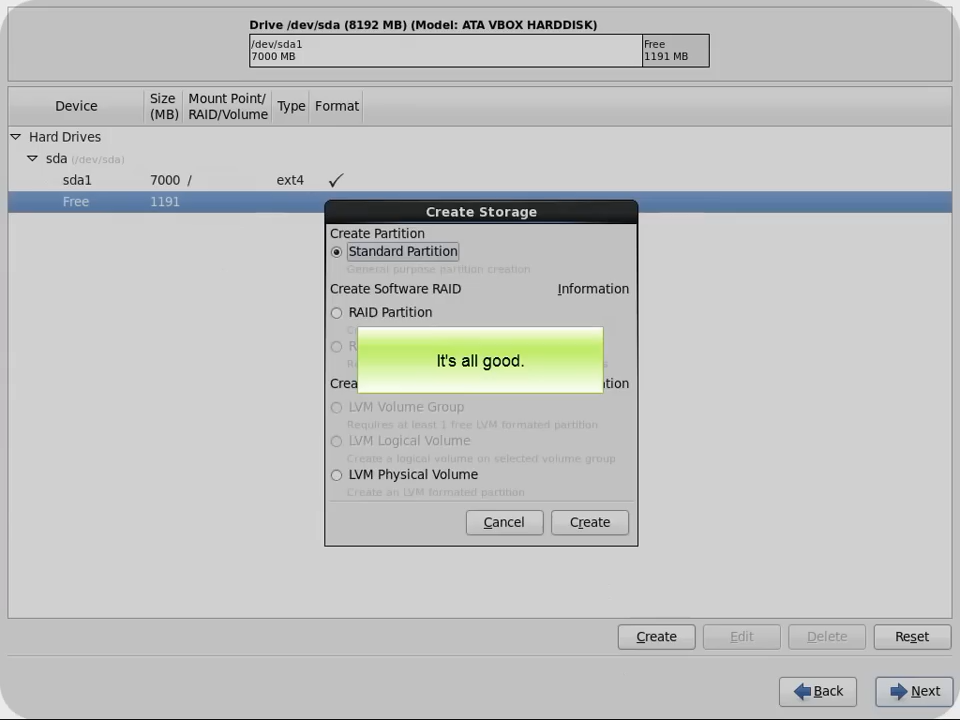 Drive /dev/sda (8192 MB) (Model: ATA VBOX HARDDISK)
/dev/sda1
7000 MB
Free
1191 MB
Device
Size
(MB)
Mount Point/
RAID/Volume
Type
Format
Hard Drives
sda (/dev/sda)
sda1 7000 / ext4
Free 1191
Create Storage
Create Partition
Standard Partition
General purpose partition creation
Create Software RAID Information
RAID Partition
It's all good.
LVM Volume Group
Requires at least 1 free LVM formated partition
LVM Logical Volume
Create a logical volume on selected volume group
LVM Physical Volume
Create an LVM formated partition
Cancel Create
Create Edit Delete Reset
Back Next